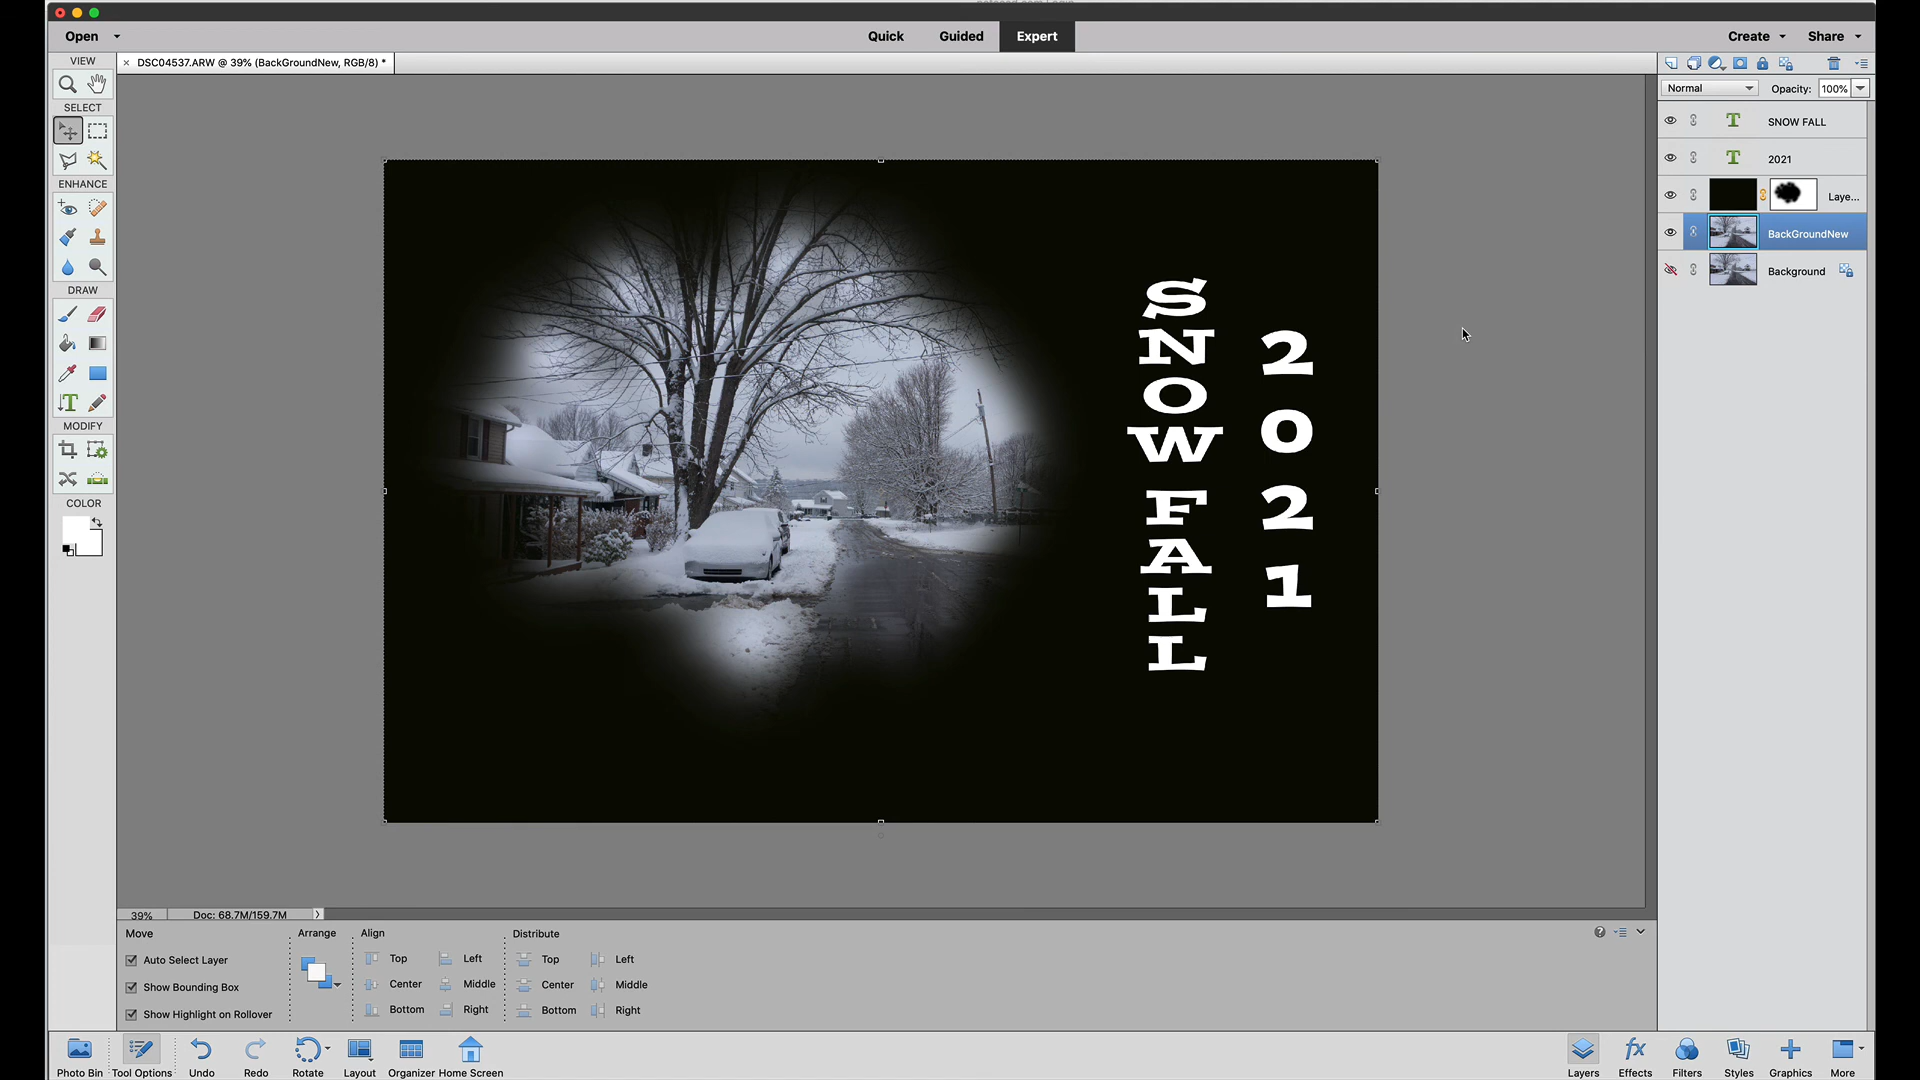 Open
Quick
Guided
Expert
Create
Share
VIEW
× DSC04537.ARW @ 39% (BackGroundNew, RGB/8) *
SELECT
ENHANCE
DRAW
MODIFY
COLOR
Normal
Opacity: 100%
SNOW FALL
2021
Laye...
BackGroundNew
Background
SNOW FALL
2021
39%
Doc: 68.7M/159.7M
Move
Arrange
Align
Distribute
Auto Select Layer
Show Bounding Box
Show Highlight on Rollover
Top
Left
Center
Middle
Bottom
Right
Top
Left
Center
Middle
Bottom
Right
Photo Bin
Tool Options
Undo
Redo
Rotate
Layout
Organizer
Home Screen
Layers
Effects
Filters
Styles
Graphics
More